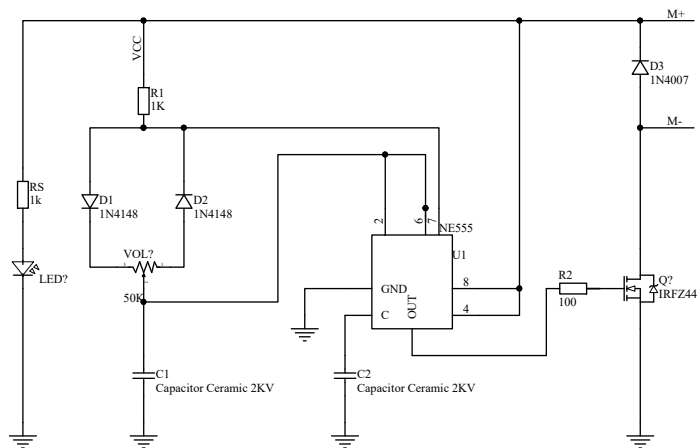 M+
VCC
D3
1N4007
R1
1K
M-
RS
1k
D1
1N4148
D2
1N4148
2
6
7
NE555
U1
VOL?
LED?
50K
GND
8
R2
100
Q?
IRFZ44
C
OUT
4
C1
Capacitor Ceramic 2KV
C2
Capacitor Ceramic 2KV